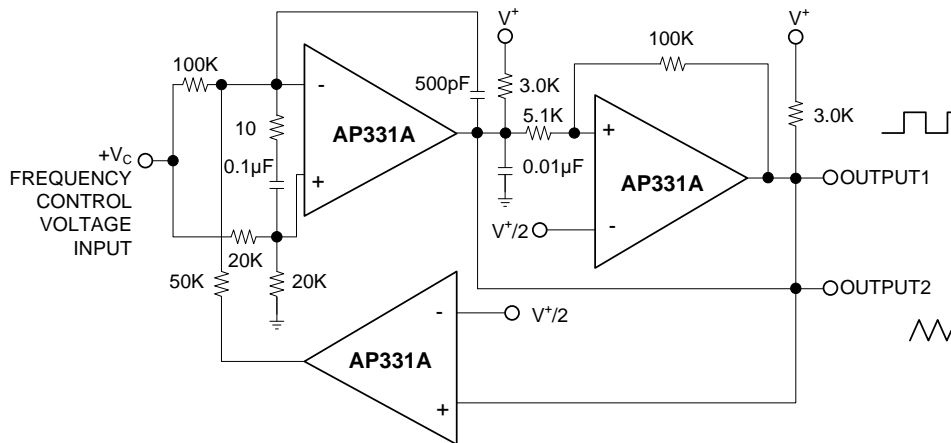 V+
V+
100K
100K
500pF
3.0K
-
5.1K
3.0K
10
AP331A
+
+VC
0.1µF
0.01µF
AP331A
OUTPUT1
FREQUENCY
CONTROL
VOLTAGE
INPUT
+
V+/2
-
20K
50K
20K
OUTPUT2
-
V+/2
AP331A
+